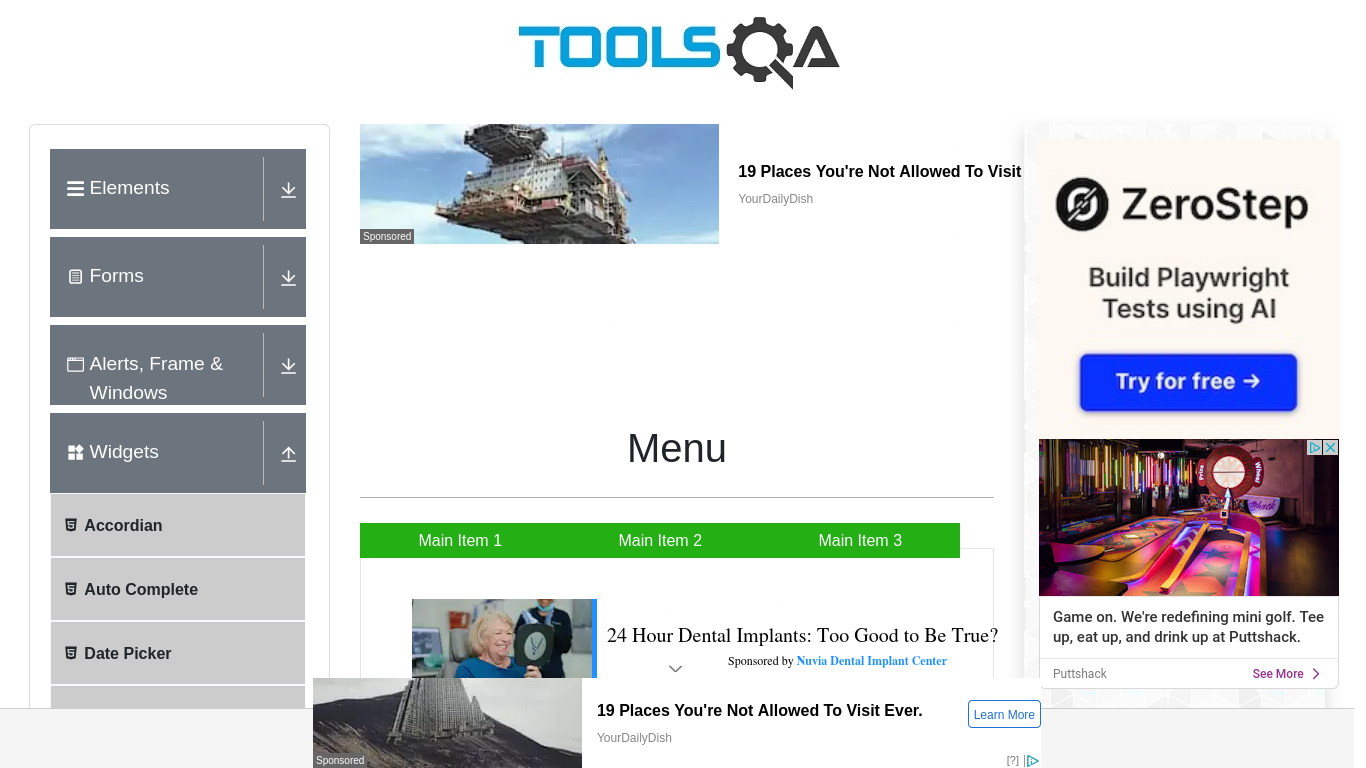 TOOLSQA
Elements
Forms
Alerts, Frame &
Windows
Widgets
Accordian
Auto Complete
Date Picker
Sponsored
19 Places You're Not Allowed To Visit
YourDailyDish
Menu
Main Item 1
Main Item 2
Main Item 3
24 Hour Dental Implants: Too Good to Be True?
Sponsored by Nuvia Dental Implant Center
ZeroStep
Build Playwright
Tests using AI
Try for free →
Game on. We're redefining mini golf. Tee
up, eat up, and drink up at Puttshack.
Puttshack
See More
Sponsored
19 Places You're Not Allowed To Visit Ever.
YourDailyDish
Learn More
[?]